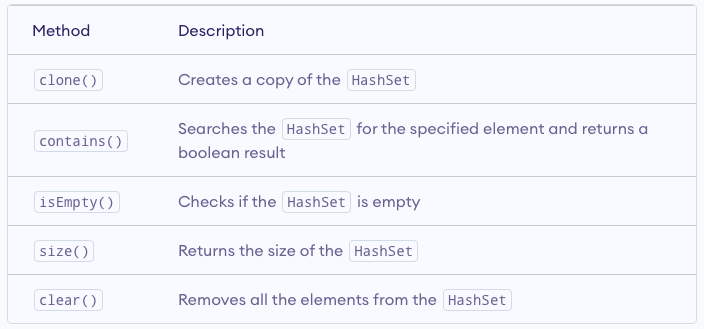 Method Description
clone() Creates a copy of the HashSet
contains() Searches the HashSet for the specified element and returns a
boolean result
isEmpty() Checks if the HashSet is empty
size() Returns the size of the HashSet
clear() Removes all the elements from the HashSet